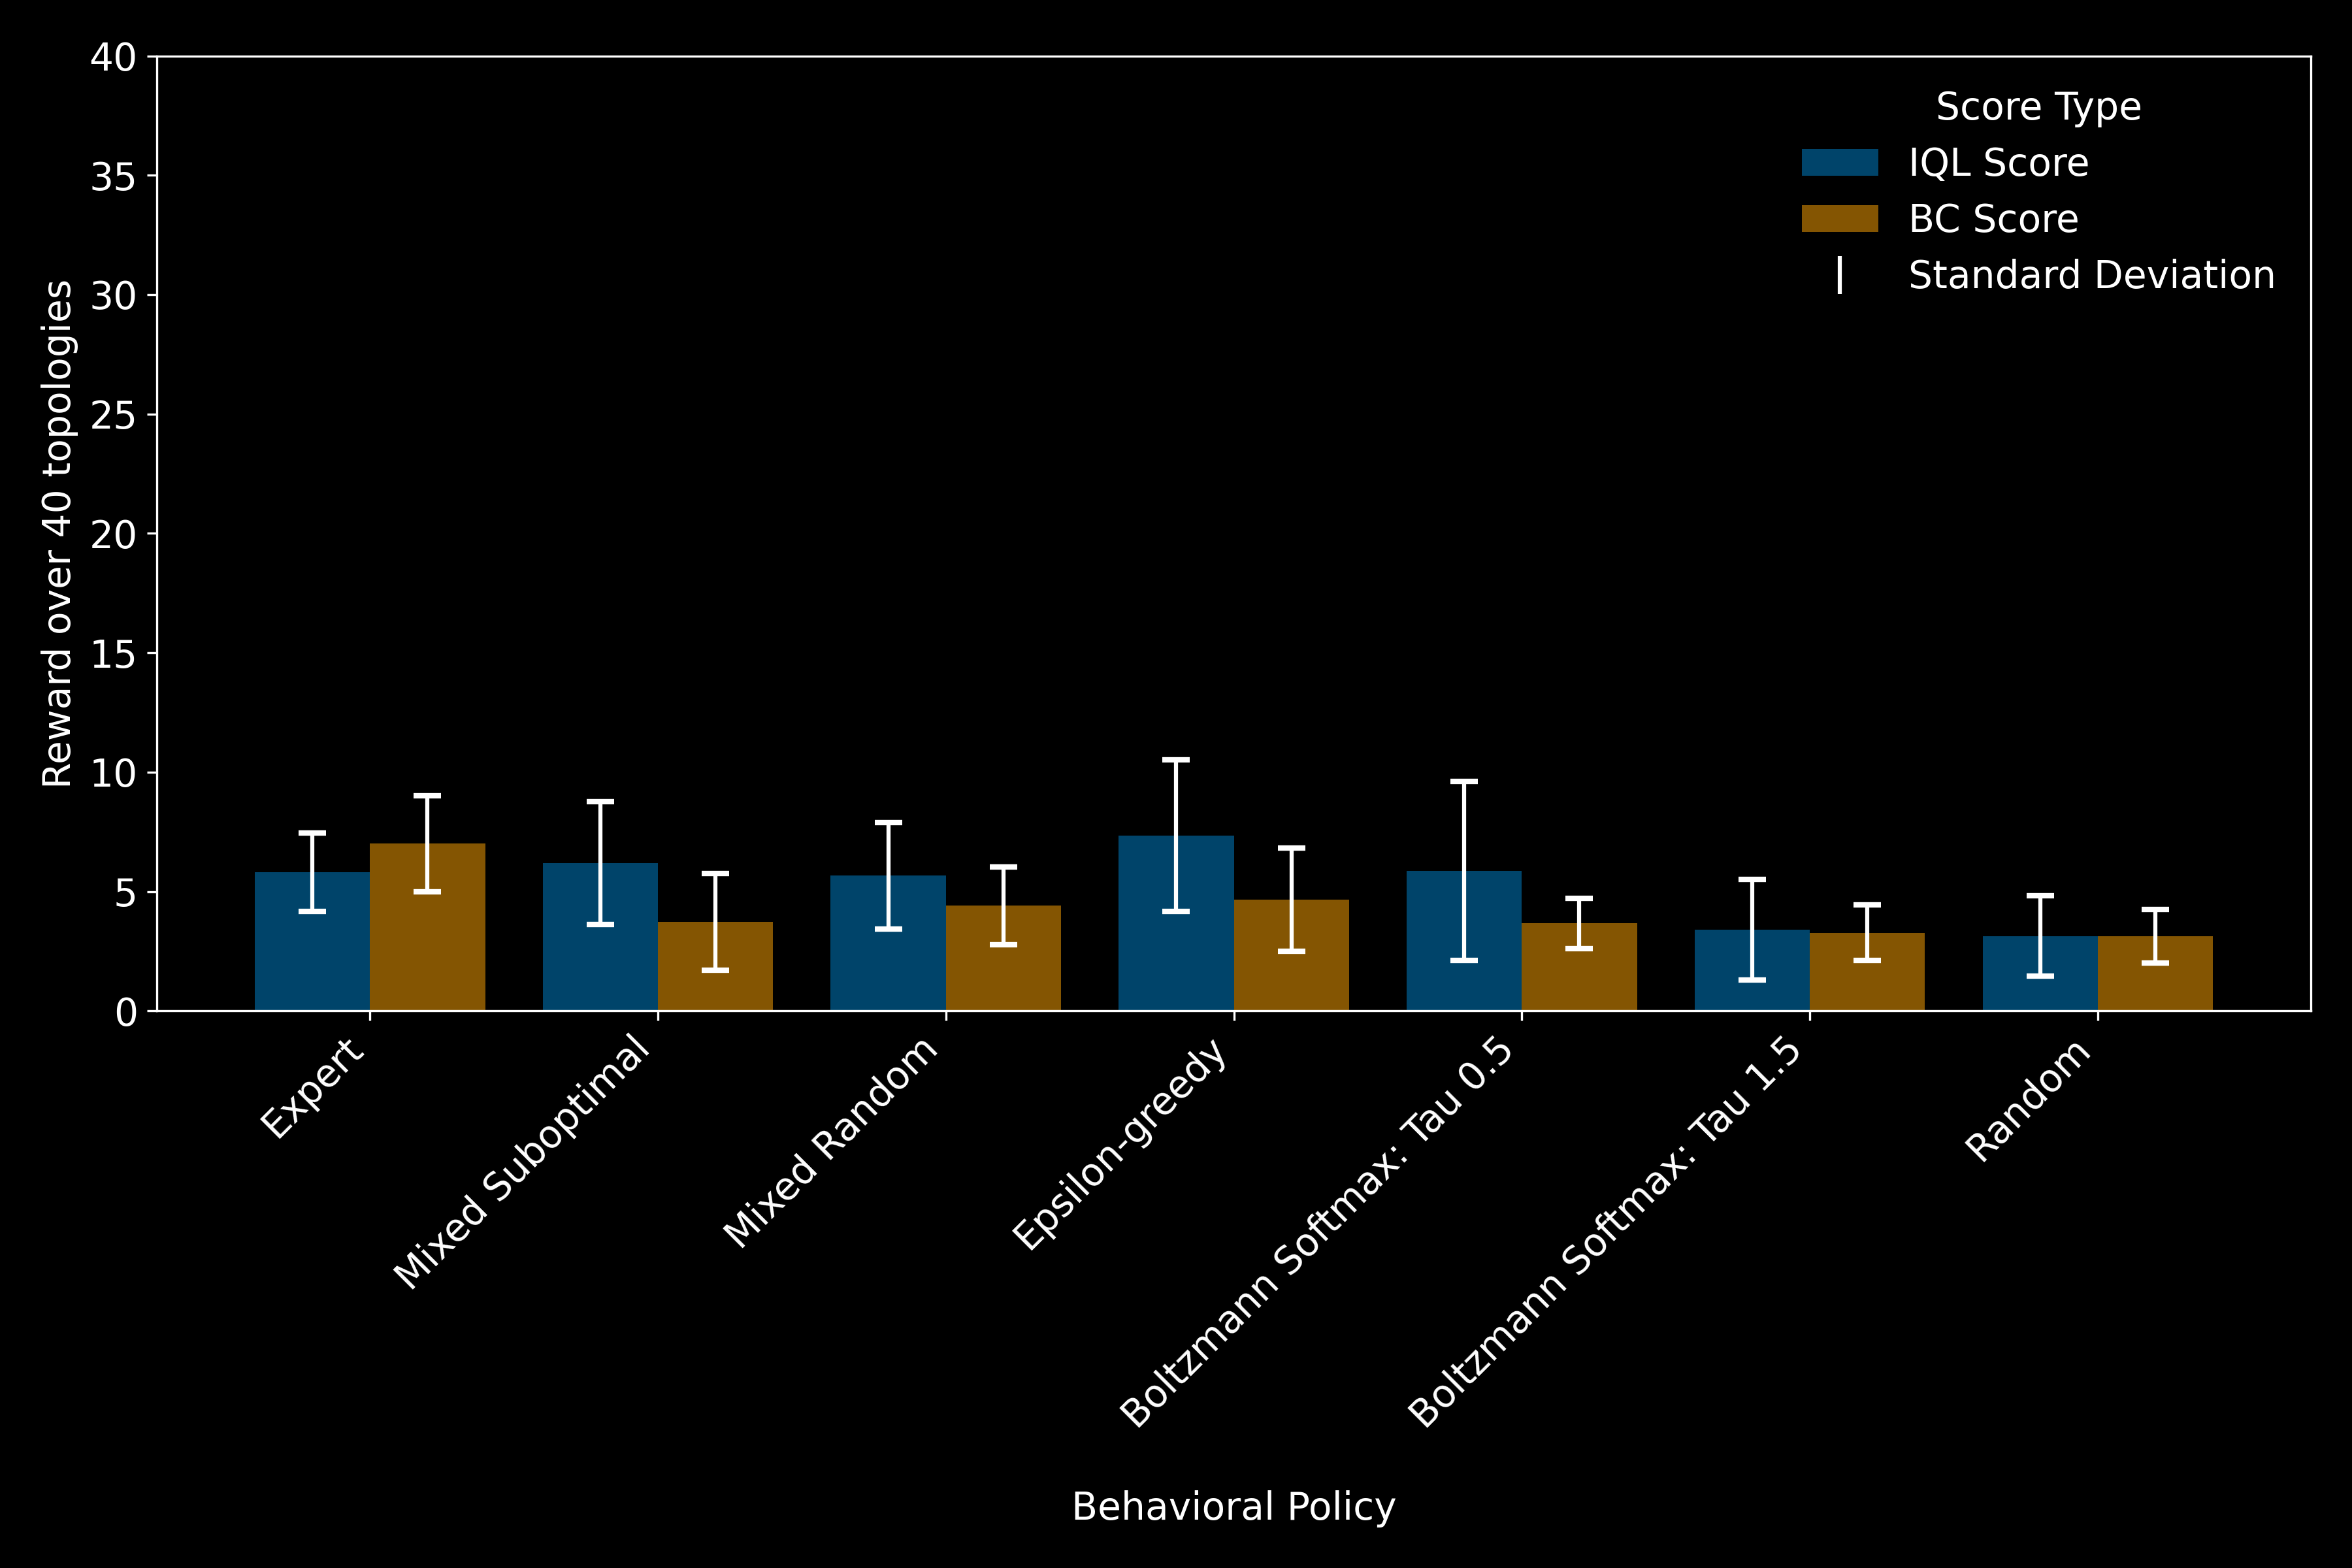 40
35
30
25
20
15
10
5
0
Reward over 40 topologies
Score Type
IQL Score
BC Score
Standard Deviation
Expert
Mixed Suboptimal
Mixed Random
Epsilon-greedy
Boltzmann Softmax: Tau 0.5
Boltzmann Softmax: Tau 1.5
Random
Behavioral Policy